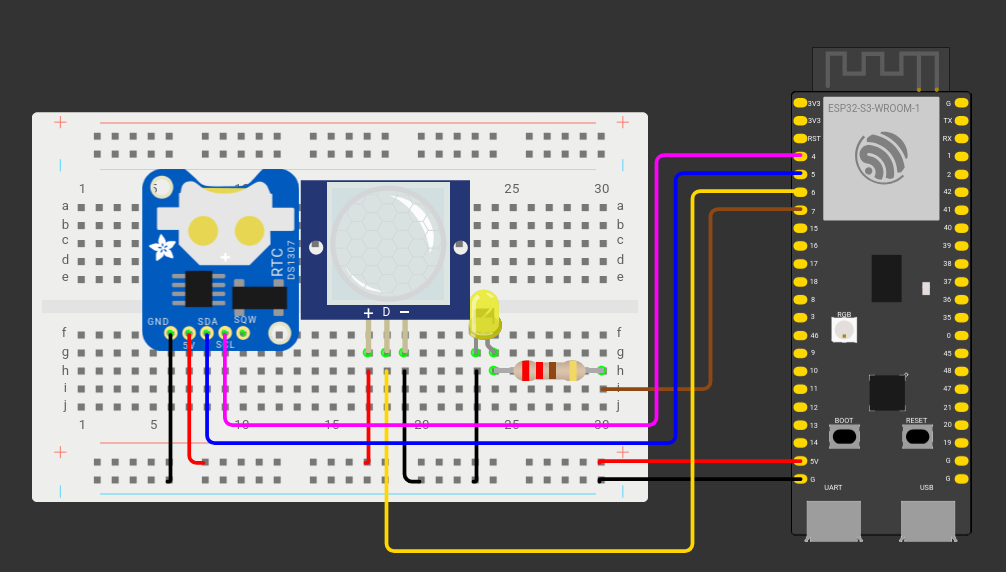 ESP32-S3-WROOM-1
3V3 G
3V3 TX
RST RX
4 1
5 2
6 42
7 41
15 40
16 39
17 38
18 37
8 36
3 35
46 0
9 45
10 48
11 47
12 21
13 20
14 19
5V G
G G
RGB
BOOT RESET
UART USB
+ +
1 5 10 25 30
a a
b b
c c
d d
e e
RTC
DS1307
+
GND SDA SQW
SCL
+ D −
f f
g g
h h
i i
j j
1 5 10 15 20 25 30
+ +